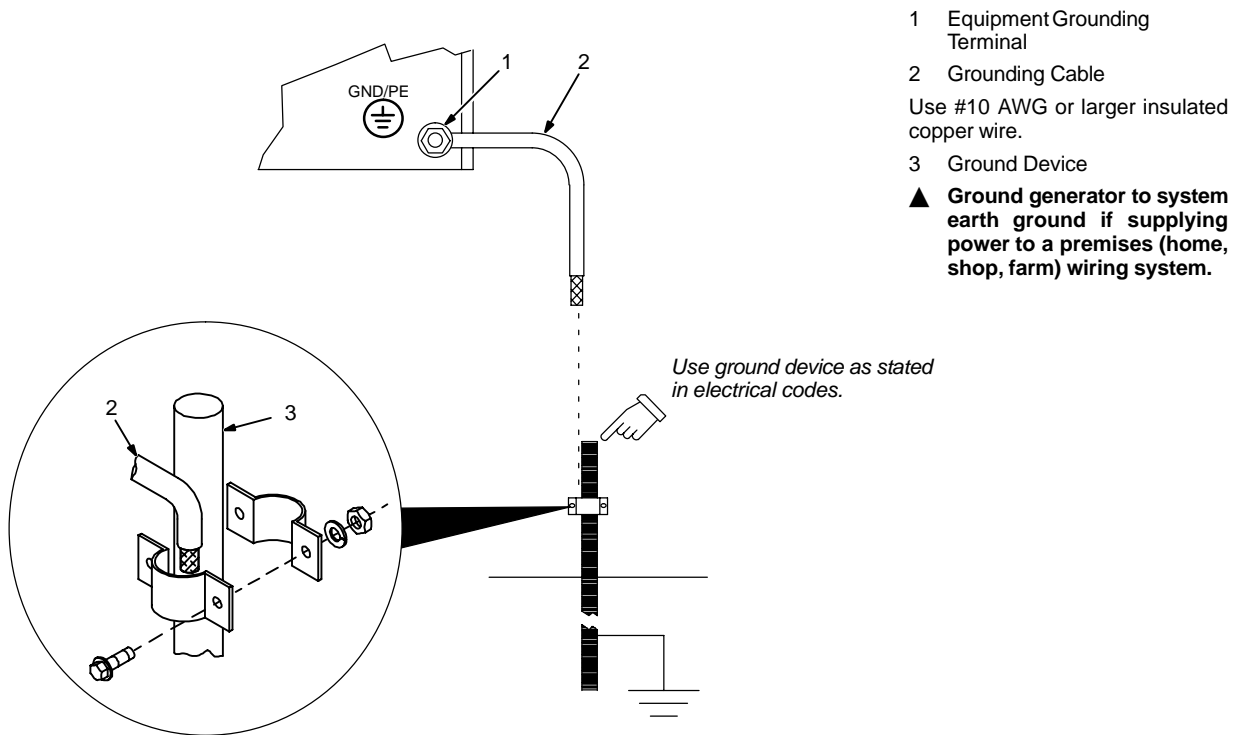 1 Equipment Grounding
Terminal
2 Grounding Cable
Use #10 AWG or larger insulated
copper wire.
3 Ground Device
▲ Ground generator to system
earth ground if supplying
power to a premises (home,
shop, farm) wiring system.
1
2
GND/PE
Use ground device as stated
in electrical codes.
2
3